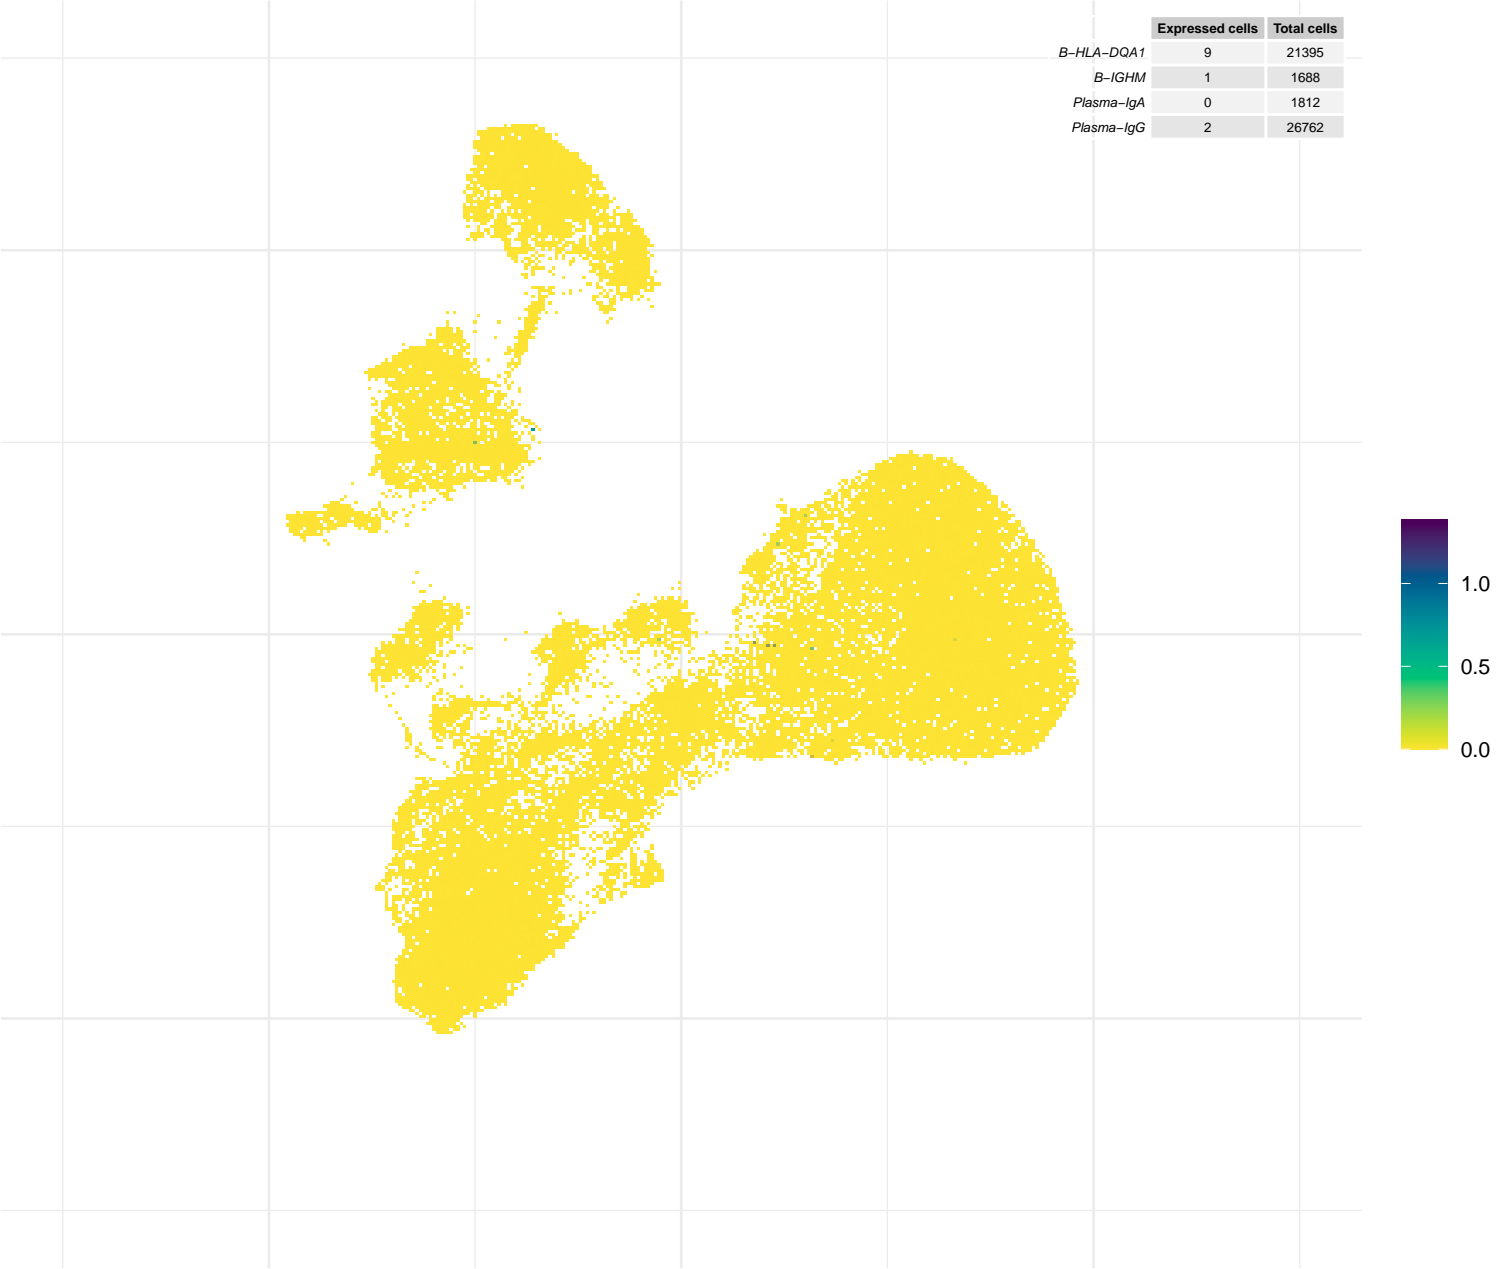 Expressed cells Total cells
B−HLA−DQA1 9 21395
B−IGHM 1 1688
Plasma−IgA 0 1812
Plasma−IgG 2 26762
1.0
0.5
0.0